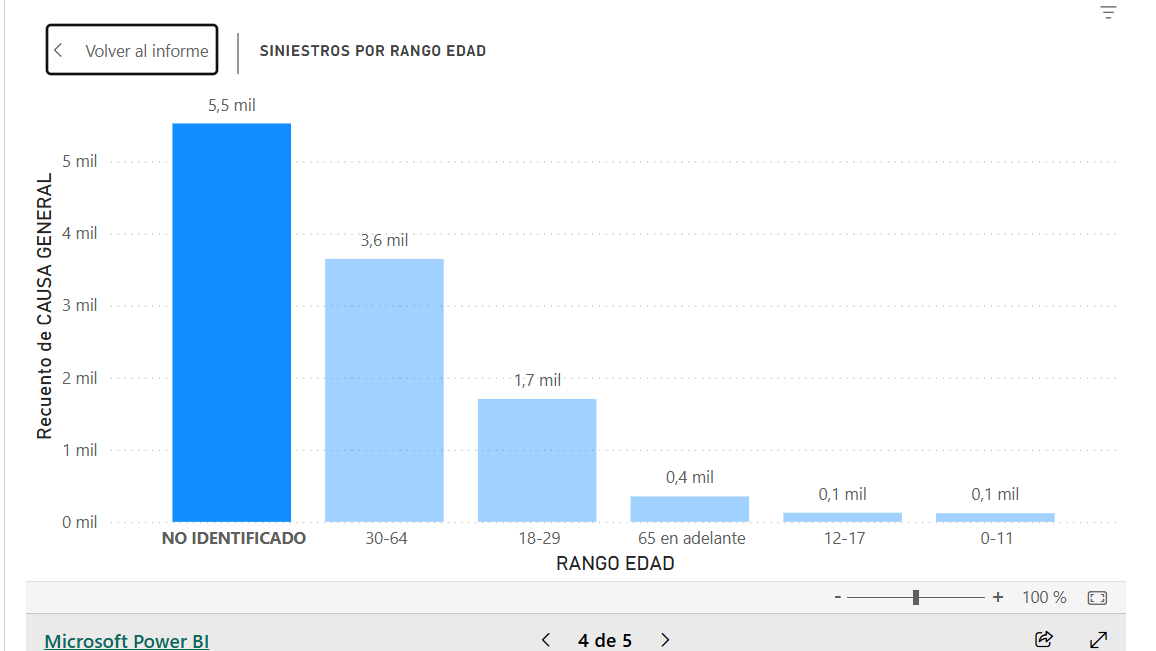 Volver al informe
SINIESTROS POR RANGO EDAD
Recuento de CAUSA GENERAL
5 mil
4 mil
3 mil
2 mil
1 mil
0 mil
5,5 mil
3,6 mil
1,7 mil
0,4 mil
0,1 mil
0,1 mil
NO IDENTIFICADO
30-64
18-29
65 en adelante
12-17
0-11
RANGO EDAD
- + 100 %
Microsoft Power BI
4 de 5